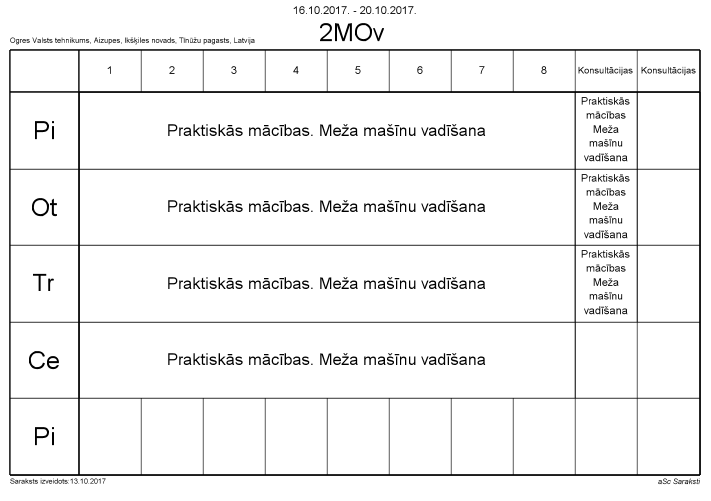 16.10.2017. - 20.10.2017.
2MOv
Ogres Valsts tehnikums, Aizupes, Ikšķiles novads, Tīnūžu pagasts, Latvija
1 2 3 4 5 6 7 8 Konsultācijas Konsultācijas
Pi
Praktiskās mācības. Meža mašīnu vadīšana
Praktiskās
mācības
Meža
mašīnu
vadīšana
Ot
Praktiskās mācības. Meža mašīnu vadīšana
Praktiskās
mācības
Meža
mašīnu
vadīšana
Tr
Praktiskās mācības. Meža mašīnu vadīšana
Praktiskās
mācības
Meža
mašīnu
vadīšana
Ce
Praktiskās mācības. Meža mašīnu vadīšana
Pi
Saraksts izveidots:13.10.2017
aSc Saraksti